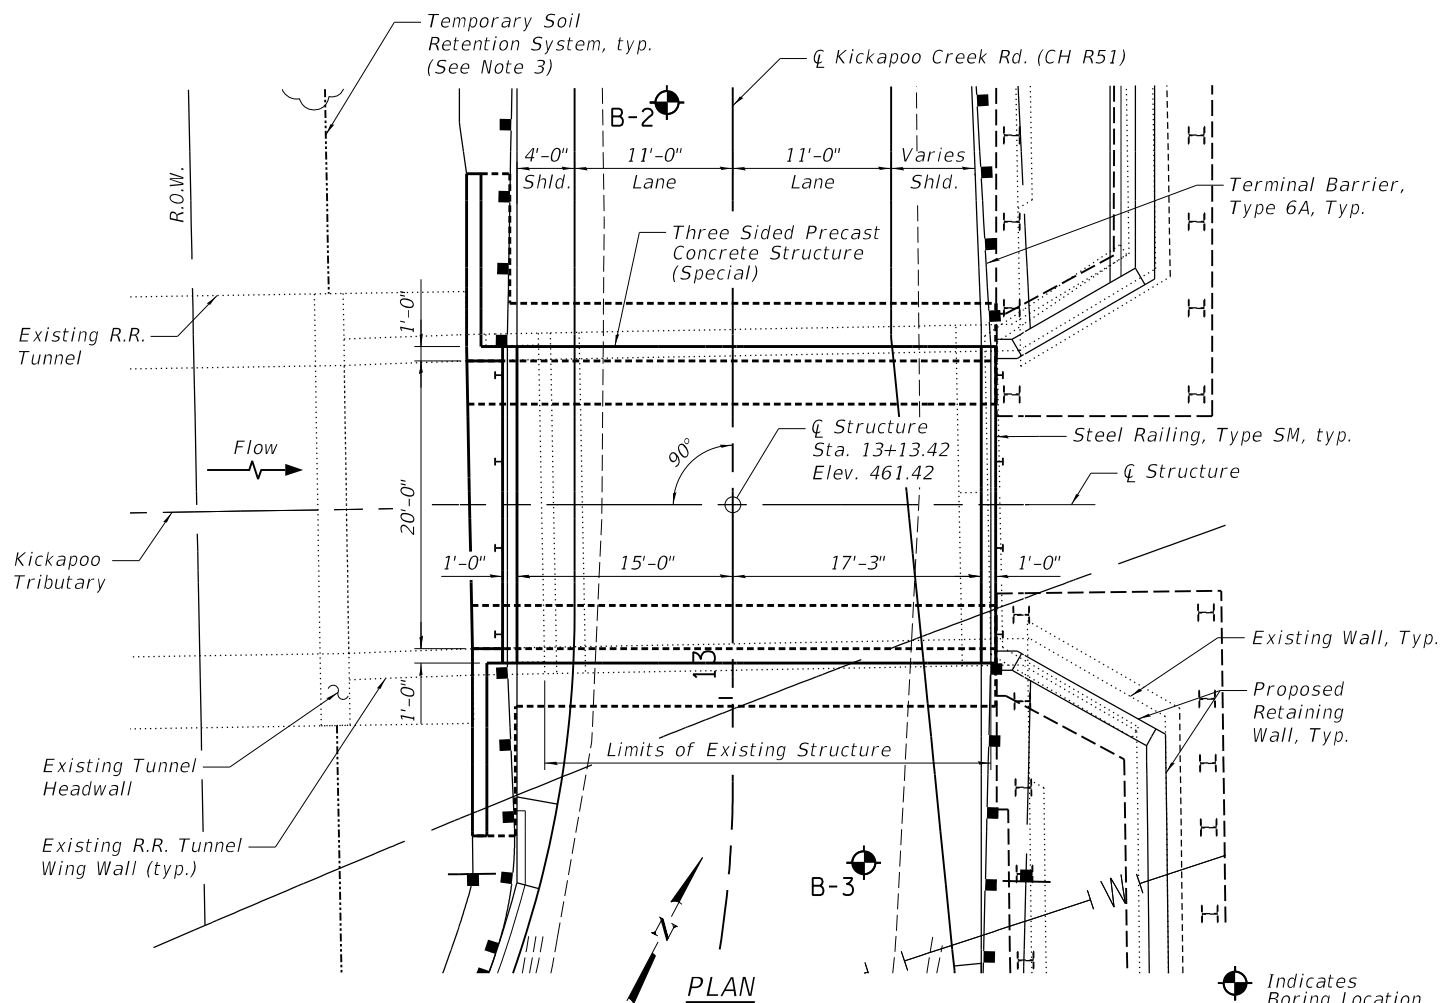 Temporary Soil
Retention System, typ.
(See Note 3)
℄ Kickapoo Creek Rd. (CH R51)
B-2
4'-0"
11'-0"
11'-0"
Varies
Shld.
Lane
Lane
Shld.
R.O.W.
Terminal Barrier,
Type 6A, Typ.
Three Sided Precast
Concrete Structure
(Special)
1'-0"
Existing R.R.
Tunnel
Flow
90°
℄ Structure
Sta. 13+13.42
Elev. 461.42
Steel Railing, Type SM, typ.
℄ Structure
20'-0"
Kickapoo
Tributary
1'-0"
15'-0"
17'-3"
1'-0"
Existing Wall, Typ.
13
1'-0"
Proposed
Retaining
Wall, Typ.
Limits of Existing Structure
Existing Tunnel
Headwall
Existing R.R. Tunnel
Wing Wall (typ.)
B-3
W
N
PLAN
Indicates
Boring Location